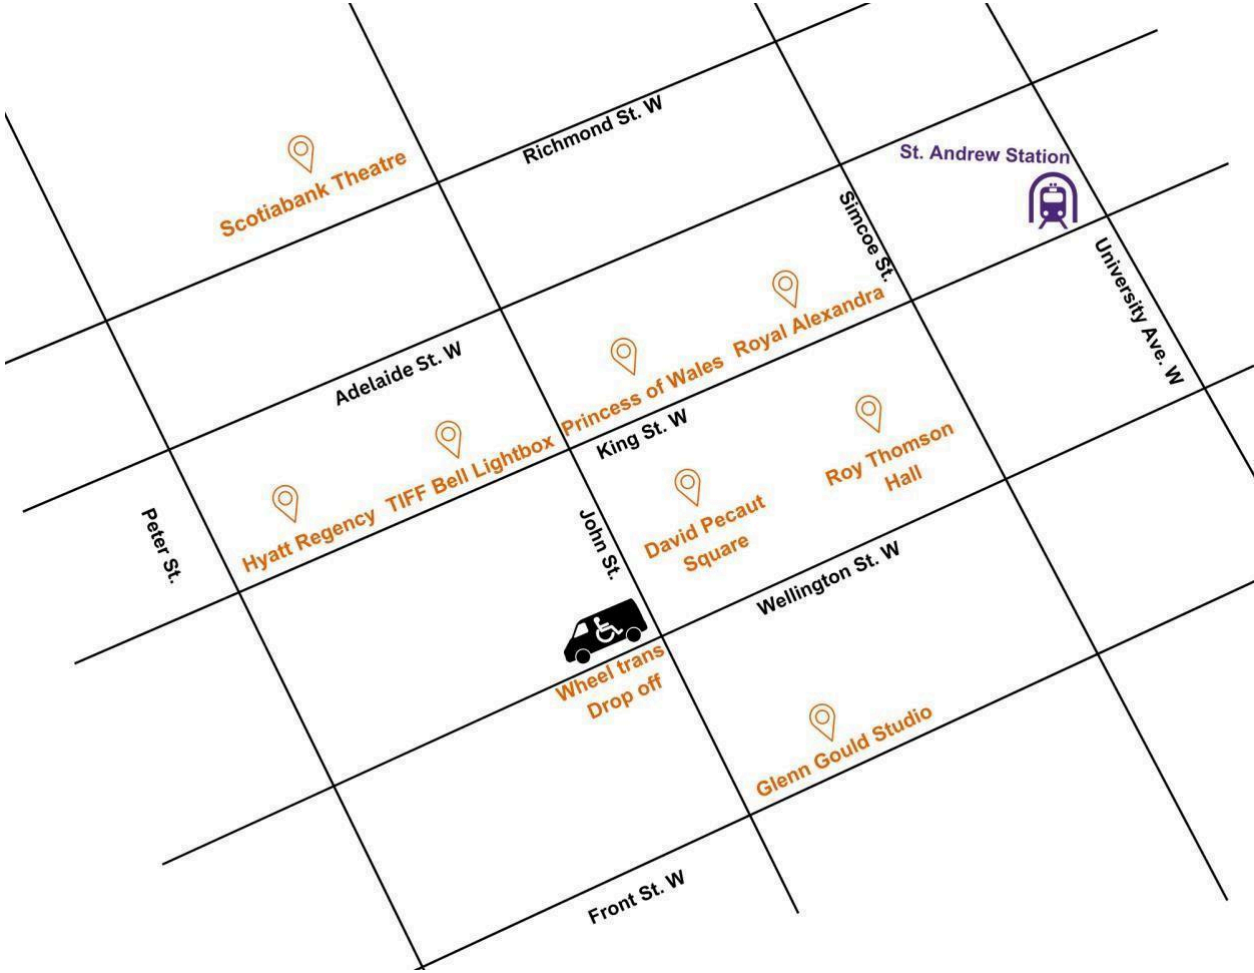 Richmond St. W
Scotiabank Theatre
St. Andrew Station
Simcoe St.
University Ave. W
Royal Alexandra
Adelaide St. W
Princess of Wales
King St. W
TIFF Bell Lightbox
Hyatt Regency
Roy Thomson
Hall
David Pecaut
Square
Peter St.
John St.
Wellington St. W
Wheel trans
Drop off
Glenn Gould Studio
Front St. W